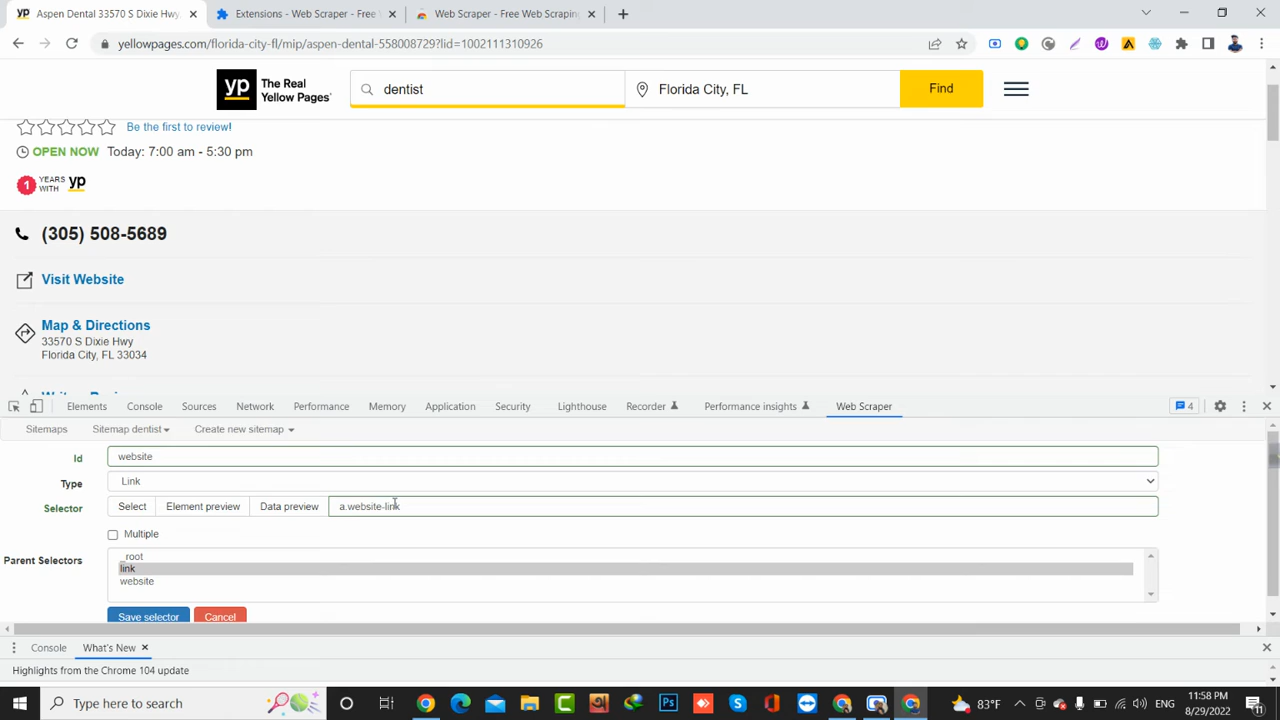 Aspen Dental 33570 S Dixie Hwy,
Extensions - Web Scraper - Free V
Web Scraper - Free Web Scraping
yellowpages.com/florida-city-fl/mip/aspen-dental-558008729?lid=1002111310926
yp The Real Yellow Pages®
dentist
Florida City, FL
Find
Be the first to review!
OPEN NOW Today: 7:00 am - 5:30 pm
1 YEARS WITH yp
(305) 508-5689
Visit Website
Map & Directions
33570 S Dixie Hwy
Florida City, FL 33034
Elements Console Sources Network Performance Memory Application Security Lighthouse Recorder Performance insights Web Scraper 4
Sitemaps Sitemap dentist Create new sitemap
Id website
Type Link
Selector Select Element preview Data preview a.website-link
Multiple
Parent Selectors _root
link
website
Save selector Cancel
Console What's New
Highlights from the Chrome 104 update
Type here to search
83°F
ENG
11:58 PM
8/29/2022
11